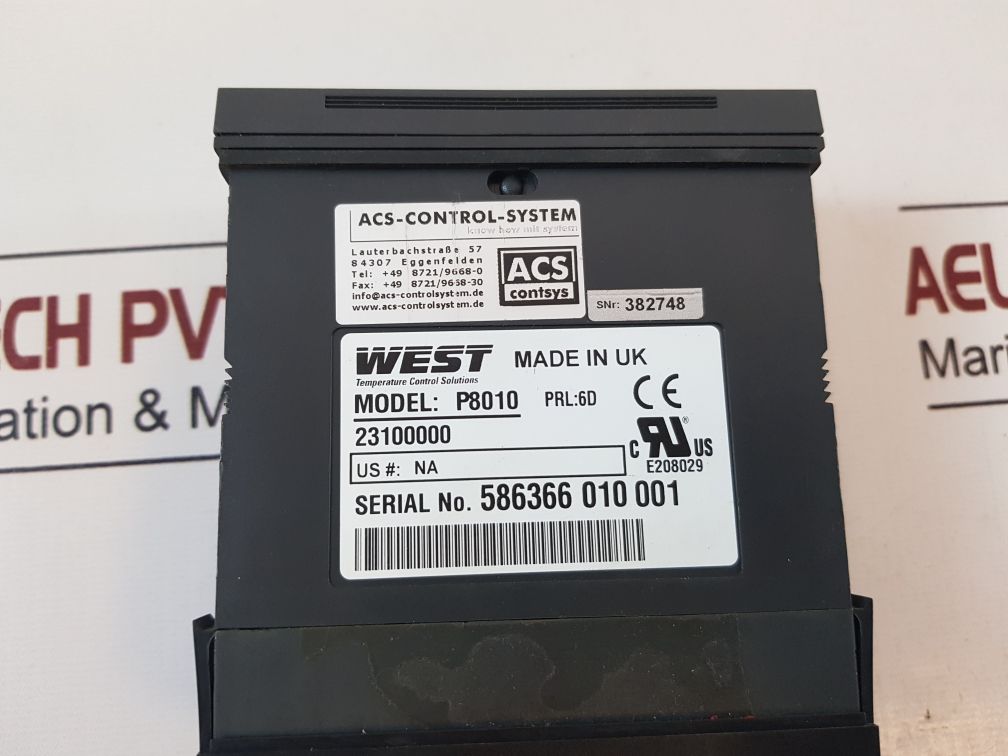 ACS-CONTROL-SYSTEM
know how mit system
Lauterbachstraße 57
84307 Eggenfelden
Tel: +49 8721/9668-0
Fax: +49 8721/9668-30
info@acs-controlsystem.de
www.acs-controlsystem.de
ACS
contsys
SNr: 382748
WEST MADE IN UK
Temperature Control Solutions
MODEL: P8010 PRL:6D
CE
23100000
C RU ® US
E208029
US #: NA
SERIAL No. 586366 010 001
ECH PV
ation & M
AEL
Mari